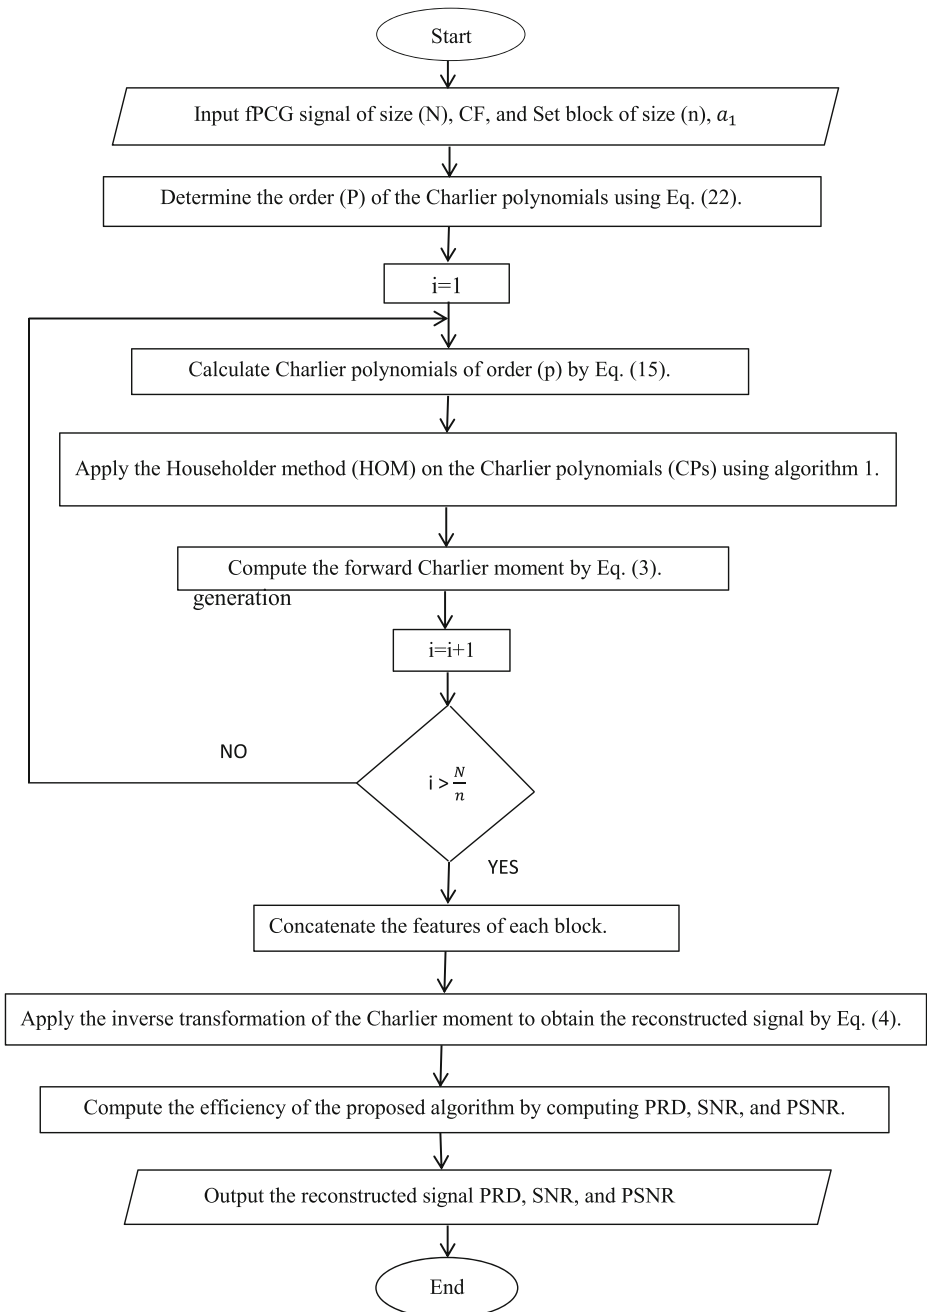 Start
Input fPCG signal of size (N), CF, and Set block of size (n), a₁
Determine the order (P) of the Charlier polynomials using Eq. (22).
i=1
Calculate Charlier polynomials of order (p) by Eq. (15).
Apply the Householder method (HOM) on the Charlier polynomials (CPs) using algorithm 1.
Compute the forward Charlier moment by Eq. (3).
generation
i=i+1
NO
i > N/n
YES
Concatenate the features of each block.
Apply the inverse transformation of the Charlier moment to obtain the reconstructed signal by Eq. (4).
Compute the efficiency of the proposed algorithm by computing PRD, SNR, and PSNR.
Output the reconstructed signal PRD, SNR, and PSNR
End